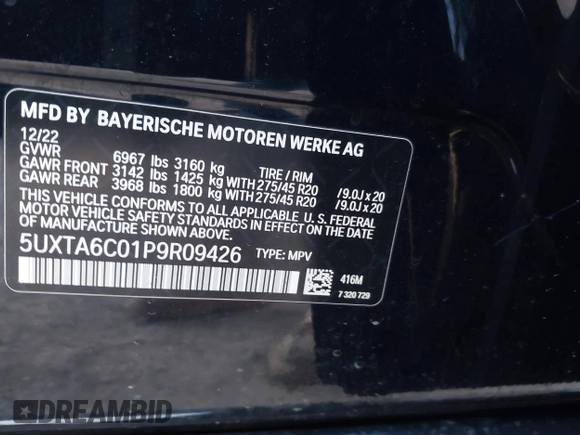 MFD BY BAYERISCHE MOTOREN WERKE AG
12/22
GVWR 6967 lbs 3160 kg TIRE / RIM
GAWR FRONT 3142 lbs 1425 kg WITH 275/45 R20 /9.0J x 20
GAWR REAR 3968 lbs 1800 kg WITH 275/45 R20 /9.0J x 20
THIS VEHICLE CONFORMS TO ALL APPLICABLE U. S. FEDERAL
MOTOR VEHICLE SAFETY STANDARDS IN EFFECT ON THE DATE
OF MANUFACTURE SHOWN ABOVE.
5UXTA6C01P9R09426 TYPE: MPV
416M
7 320 729
DREAMBID